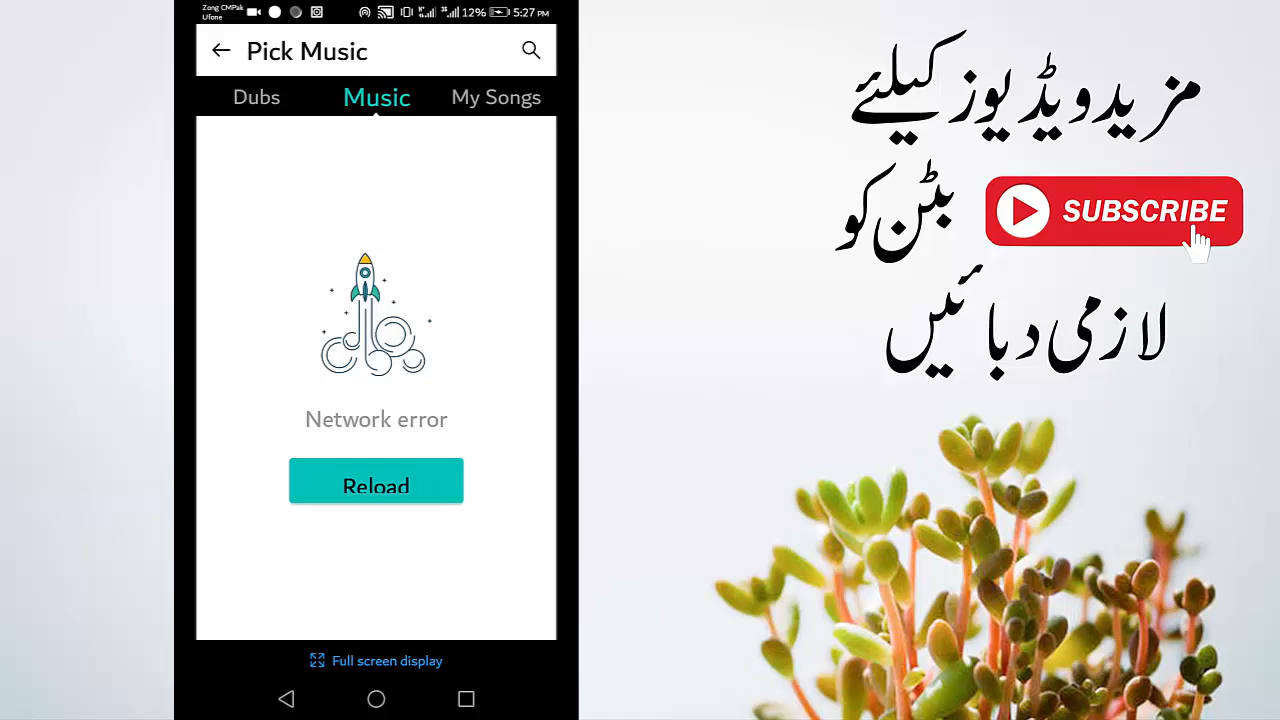 Zong CMPak
Ufone
12% 5:27 PM
Pick Music
Dubs Music My Songs
Network error
Reload
Full screen display
مزید ویڈیوز کیلئے
SUBSCRIBE بٹن کو
لازمی دبائیں